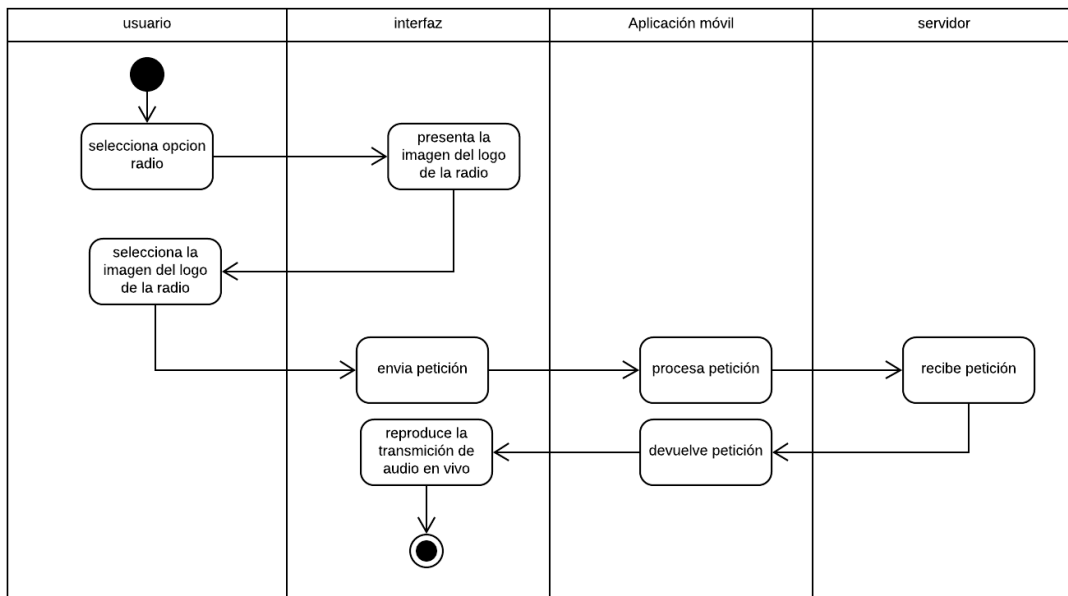 usuario
interfaz
Aplicación móvil
servidor
selecciona opcion
radio
presenta la
imagen del logo
de la radio
selecciona la
imagen del logo
de la radio
envia petición
procesa petición
recibe petición
reproduce la
transmición de
audio en vivo
devuelve petición